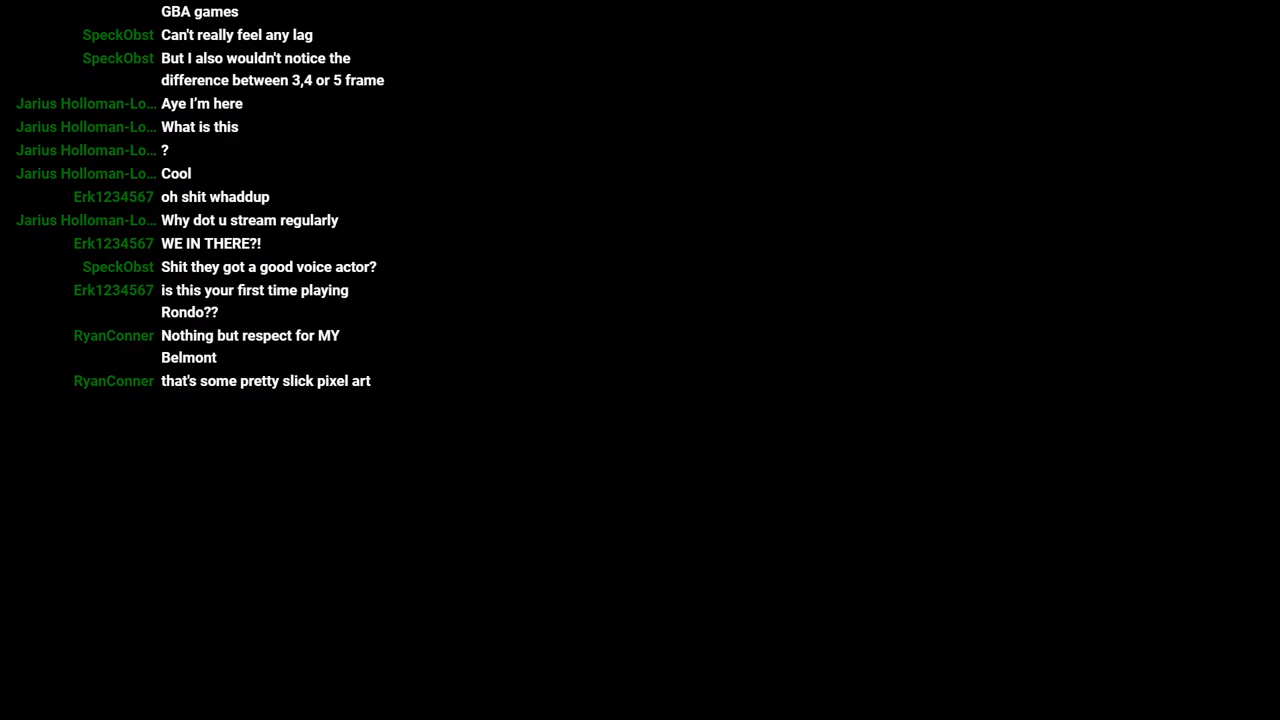 GBA games
SpeckObst Can't really feel any lag
SpeckObst But I also wouldn't notice the
difference between 3,4 or 5 frame
Jarius Holloman-Lo... Aye I'm here
Jarius Holloman-Lo... What is this
Jarius Holloman-Lo... ?
Jarius Holloman-Lo... Cool
Erk1234567 oh shit whaddup
Jarius Holloman-Lo... Why dot u stream regularly
Erk1234567 WE IN THERE?!
SpeckObst Shit they got a good voice actor?
Erk1234567 is this your first time playing
Rondo??
RyanConner Nothing but respect for MY
Belmont
RyanConner that's some pretty slick pixel art